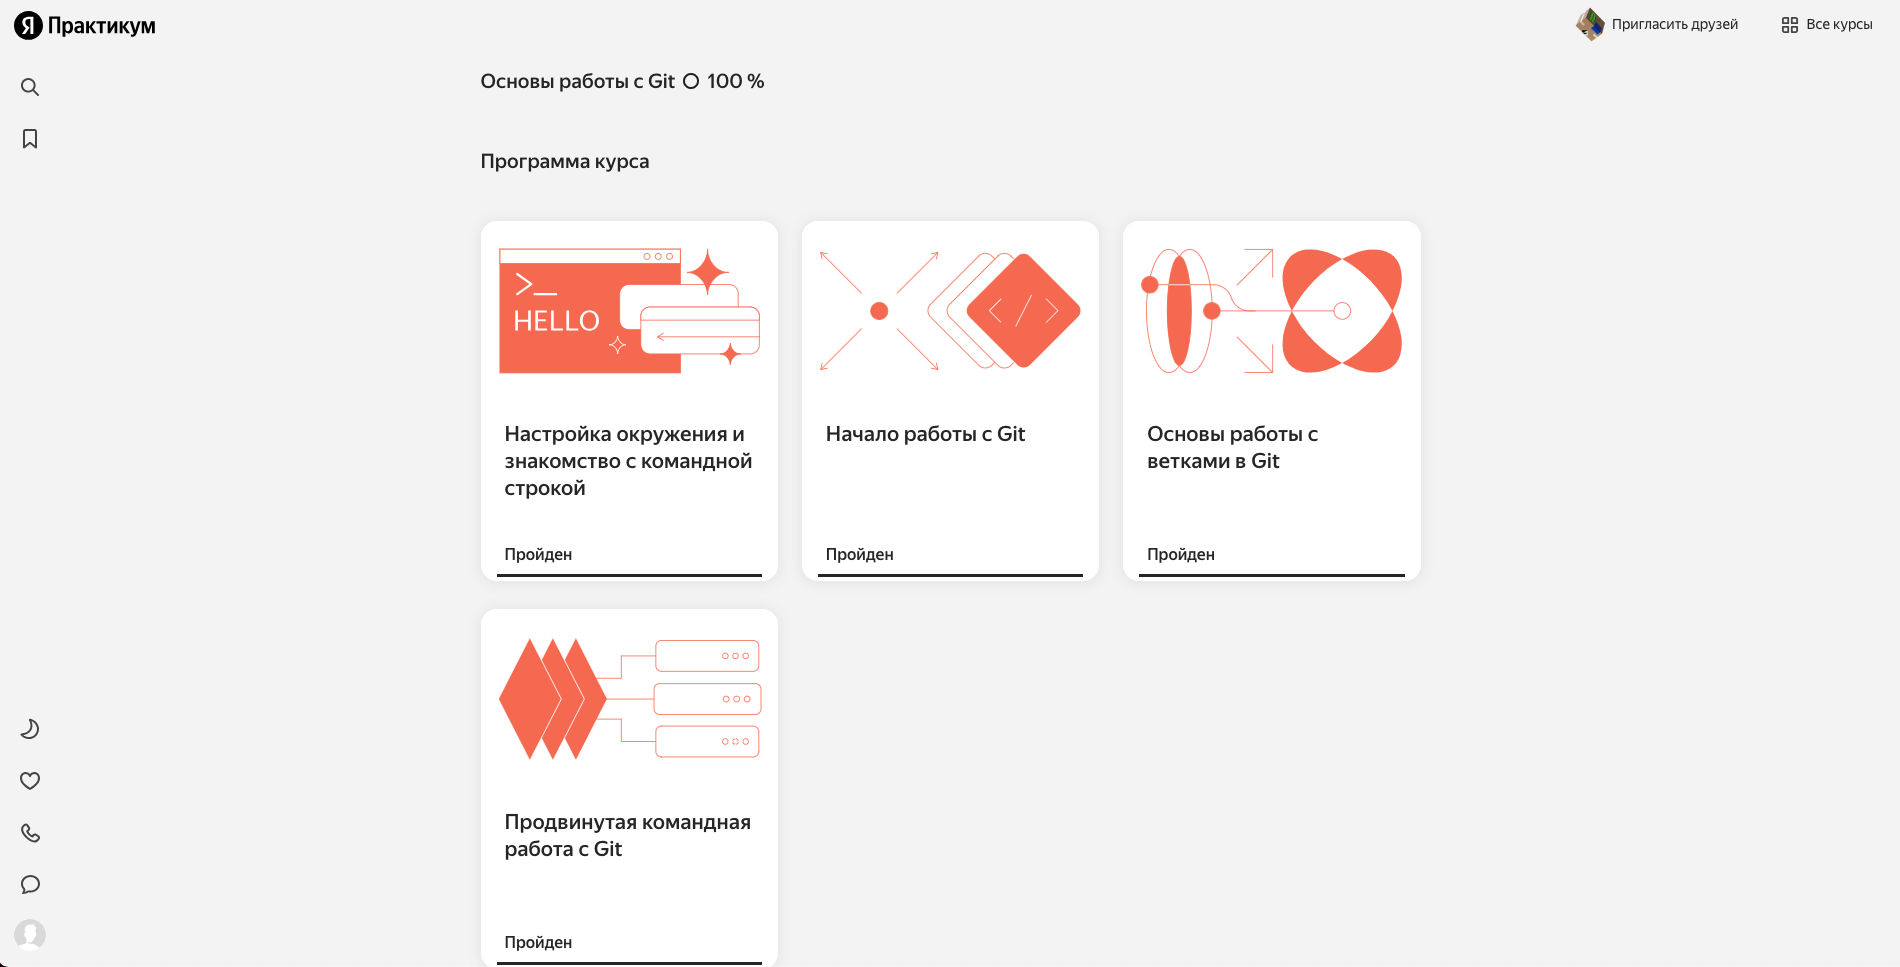 Я Практикум
Пригласить друзей
Все курсы
Основы работы с Git 100 %
Программа курса
>_
HELLO
Настройка окружения и
знакомство с командной
строкой
Пройден
</>
Начало работы с Git
Пройден
Основы работы с
ветками в Git
Пройден
Продвинутая командная
работа с Git
Пройден